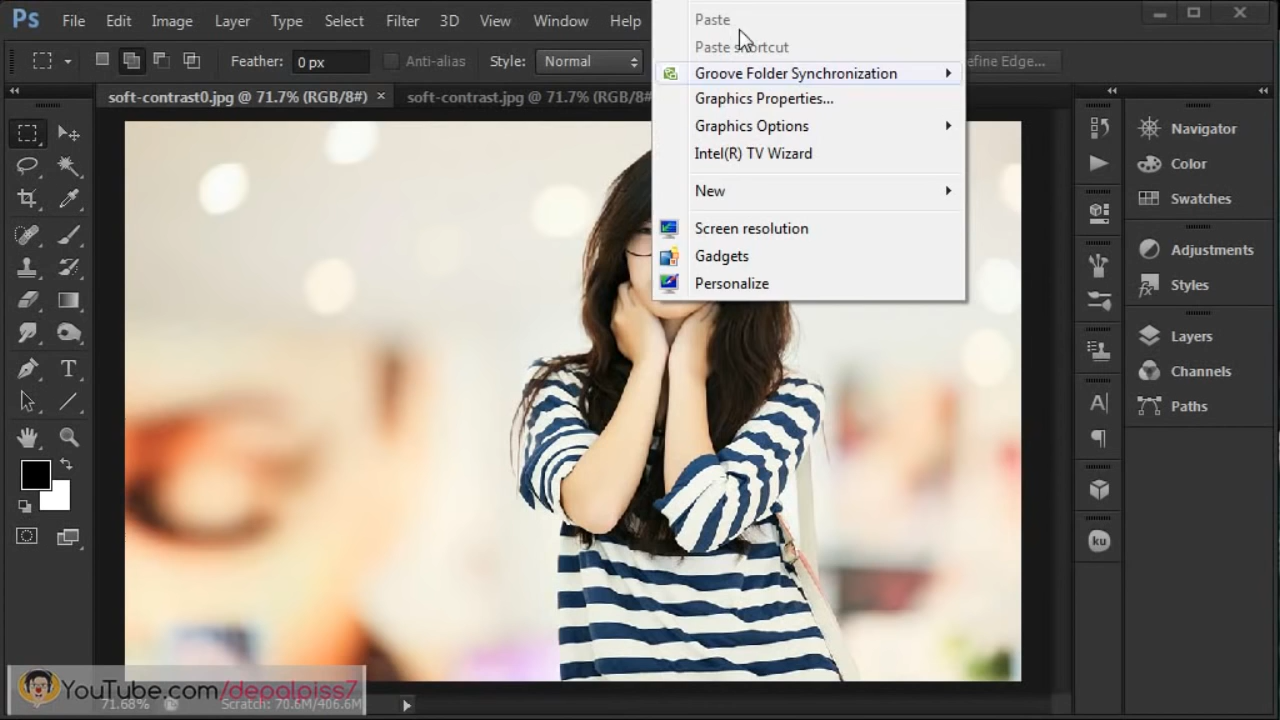 Ps File Edit Image Layer Type Select Filter 3D View Window Help
Feather: 0 px Anti-alias Style: Normal efine Edge...
soft-contrast0.jpg @ 71.7% (RGB/8#) × soft-contrast.jpg @ 71.7% (RGB/8#
Paste
Paste shortcut
Groove Folder Synchronization
Graphics Properties...
Graphics Options
Intel(R) TV Wizard
New
Screen resolution
Gadgets
Personalize
Navigator
Color
Swatches
Adjustments
Styles
Layers
Channels
Paths
ku
YouTube.com/depaloiss7
71.68% Scratch: 70.6M/406.6M